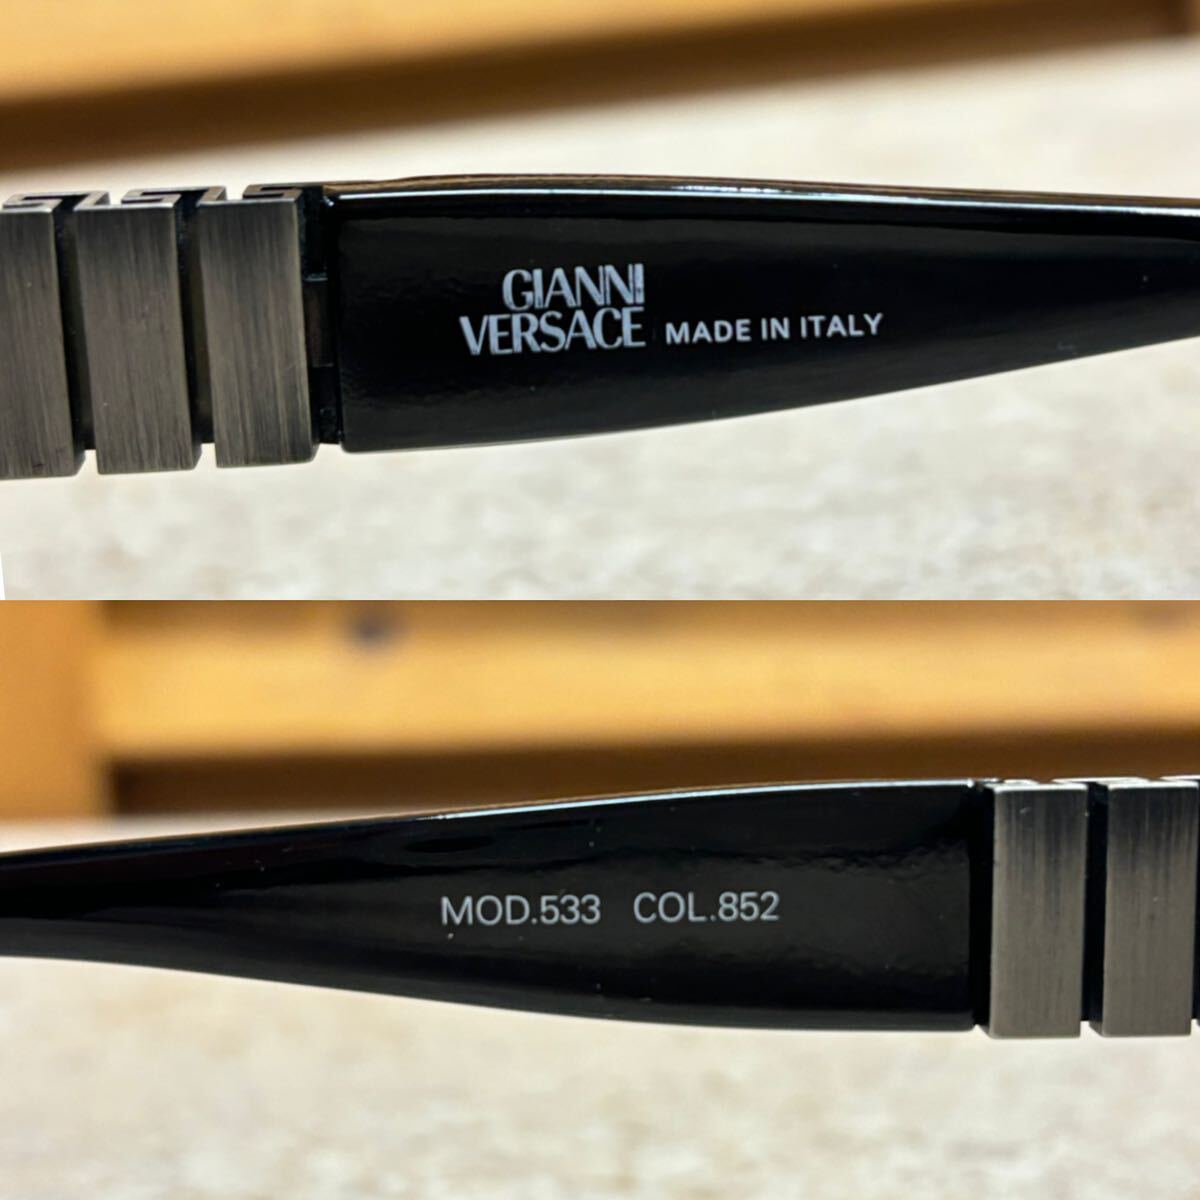 GIANNI
VERSACE MADE IN ITALY
MOD.533 COL.852